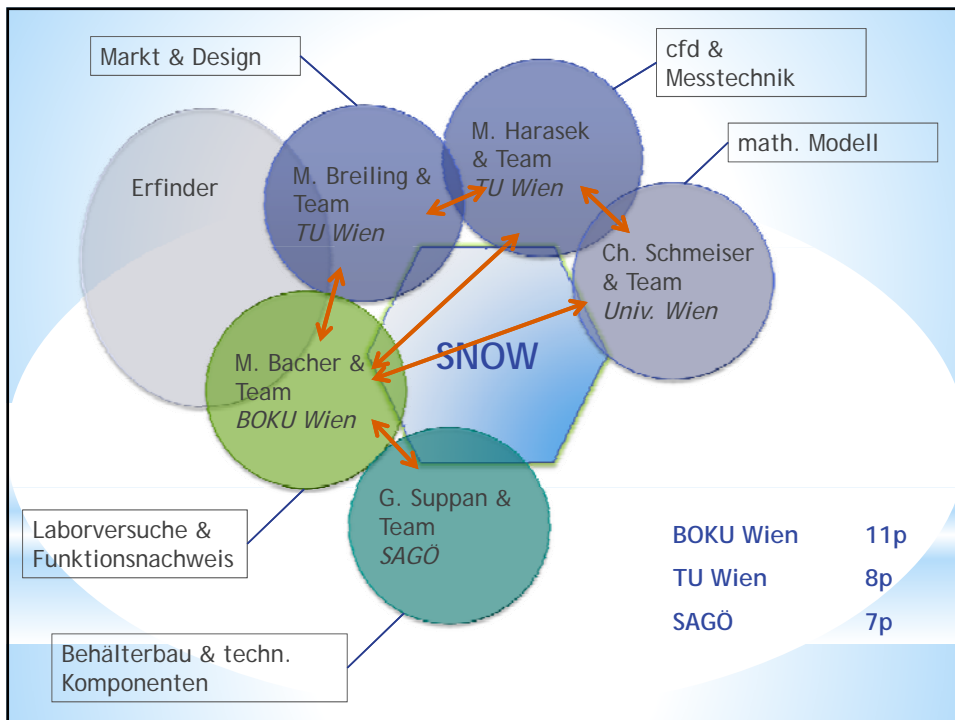 Markt & Design
cfd &
Messtechnik
math. Modell
Erfinder
M. Breiling &
Team
TU Wien
M. Harasek
& Team
TU Wien
Ch. Schmeiser
& Team
Univ. Wien
M. Bacher &
Team
BOKU Wien
SNOW
G. Suppan &
Team
SAGÖ
Laborversuche &
Funktionsnachweis
Behälterbau & techn.
Komponenten
BOKU Wien 11p
TU Wien 8p
SAGÖ 7p